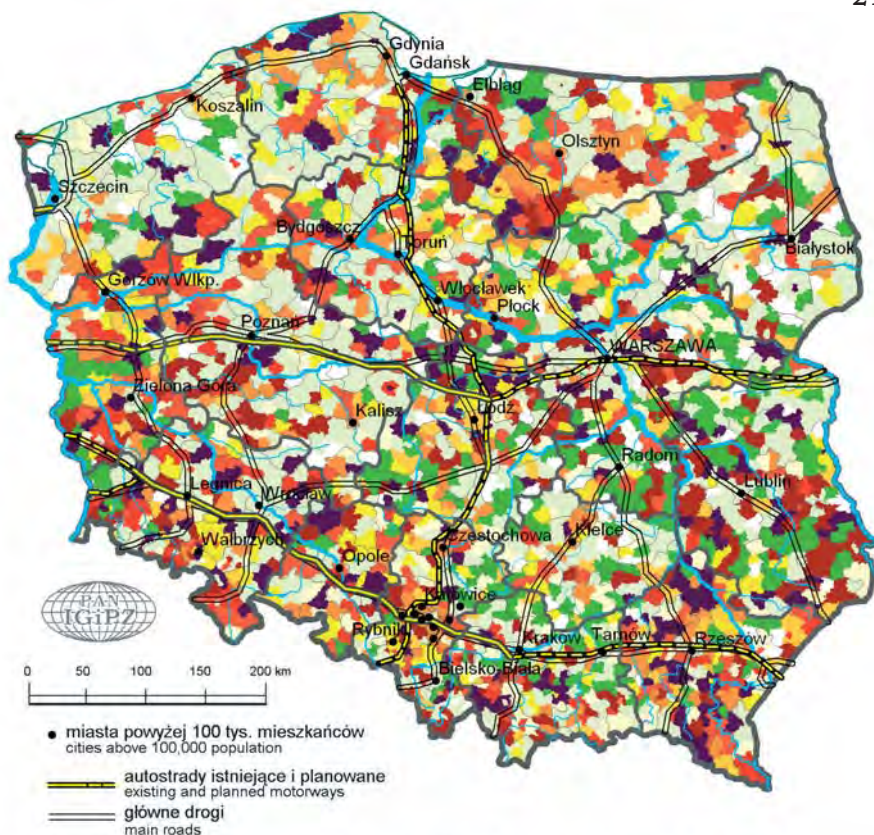 Gdynia
Gdańsk
Elbląg
Koszalin
Olsztyn
Szczecin
Bydgoszcz
Toruń
Białystok
Gorzów Wlkp.
Włocławek
Płock
Poznań
WARSZAWA
Zielona Góra
Kalisz
Łódź
Radom
Legnica
Wrocław
Lublin
Częstochowa
Kielce
Wałbrzych
Opole
PAN
IGiPZ
Katowice
Rybnik
Kraków
Tarnów
Rzeszów
Bielsko-Biała
0 50 100 150 200 km
miasta powyżej 100 tys. mieszkańców
cities above 100,000 population
autostrady istniejące i planowane
existing and planned motorways
główne drogi
main roads